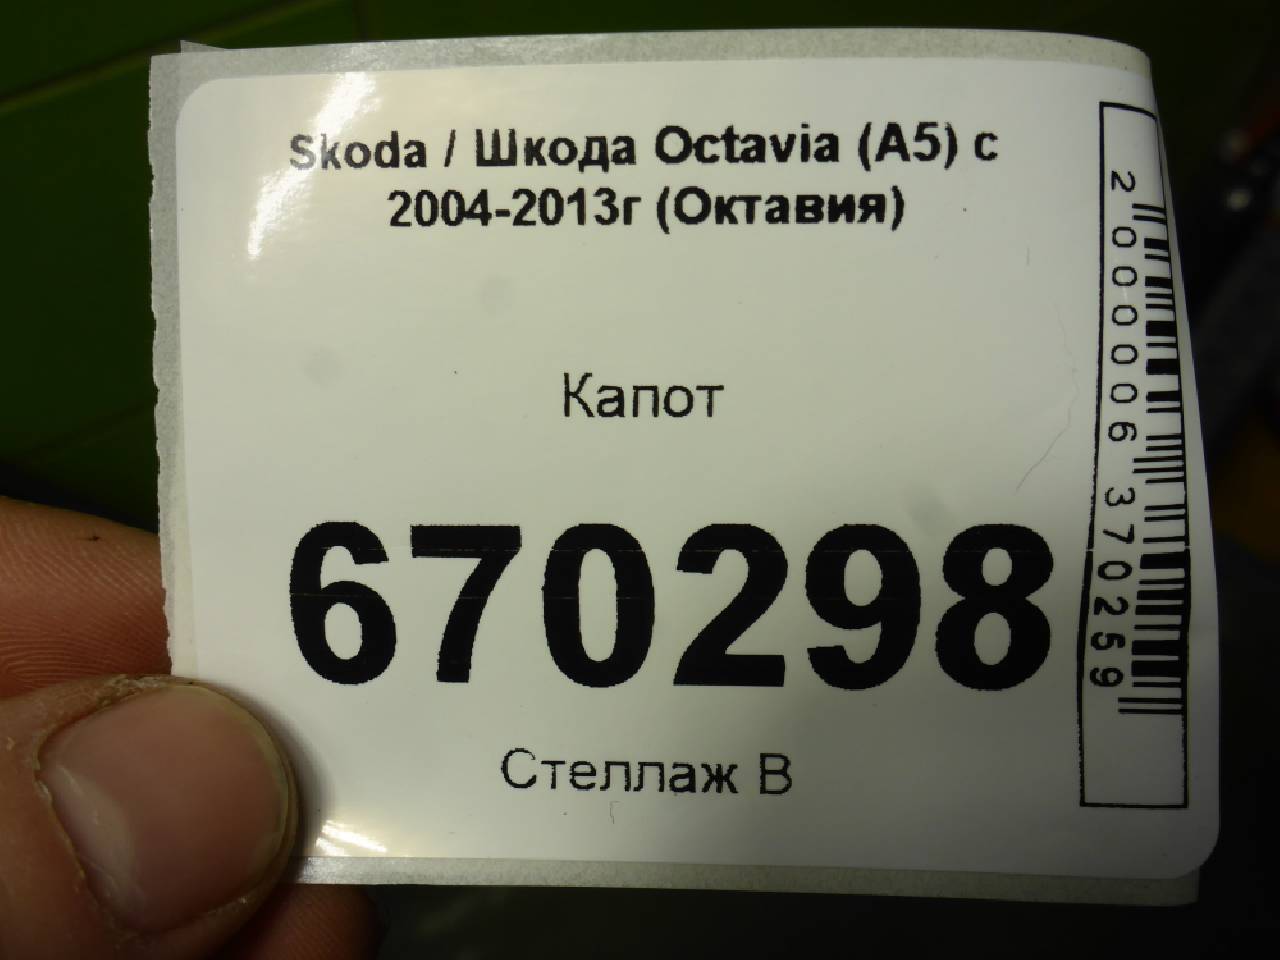 Skoda / Шкода Octavia (A5) с
2004-2013г (Октавия)
Капот
670298
Стеллаж В
2000006370259